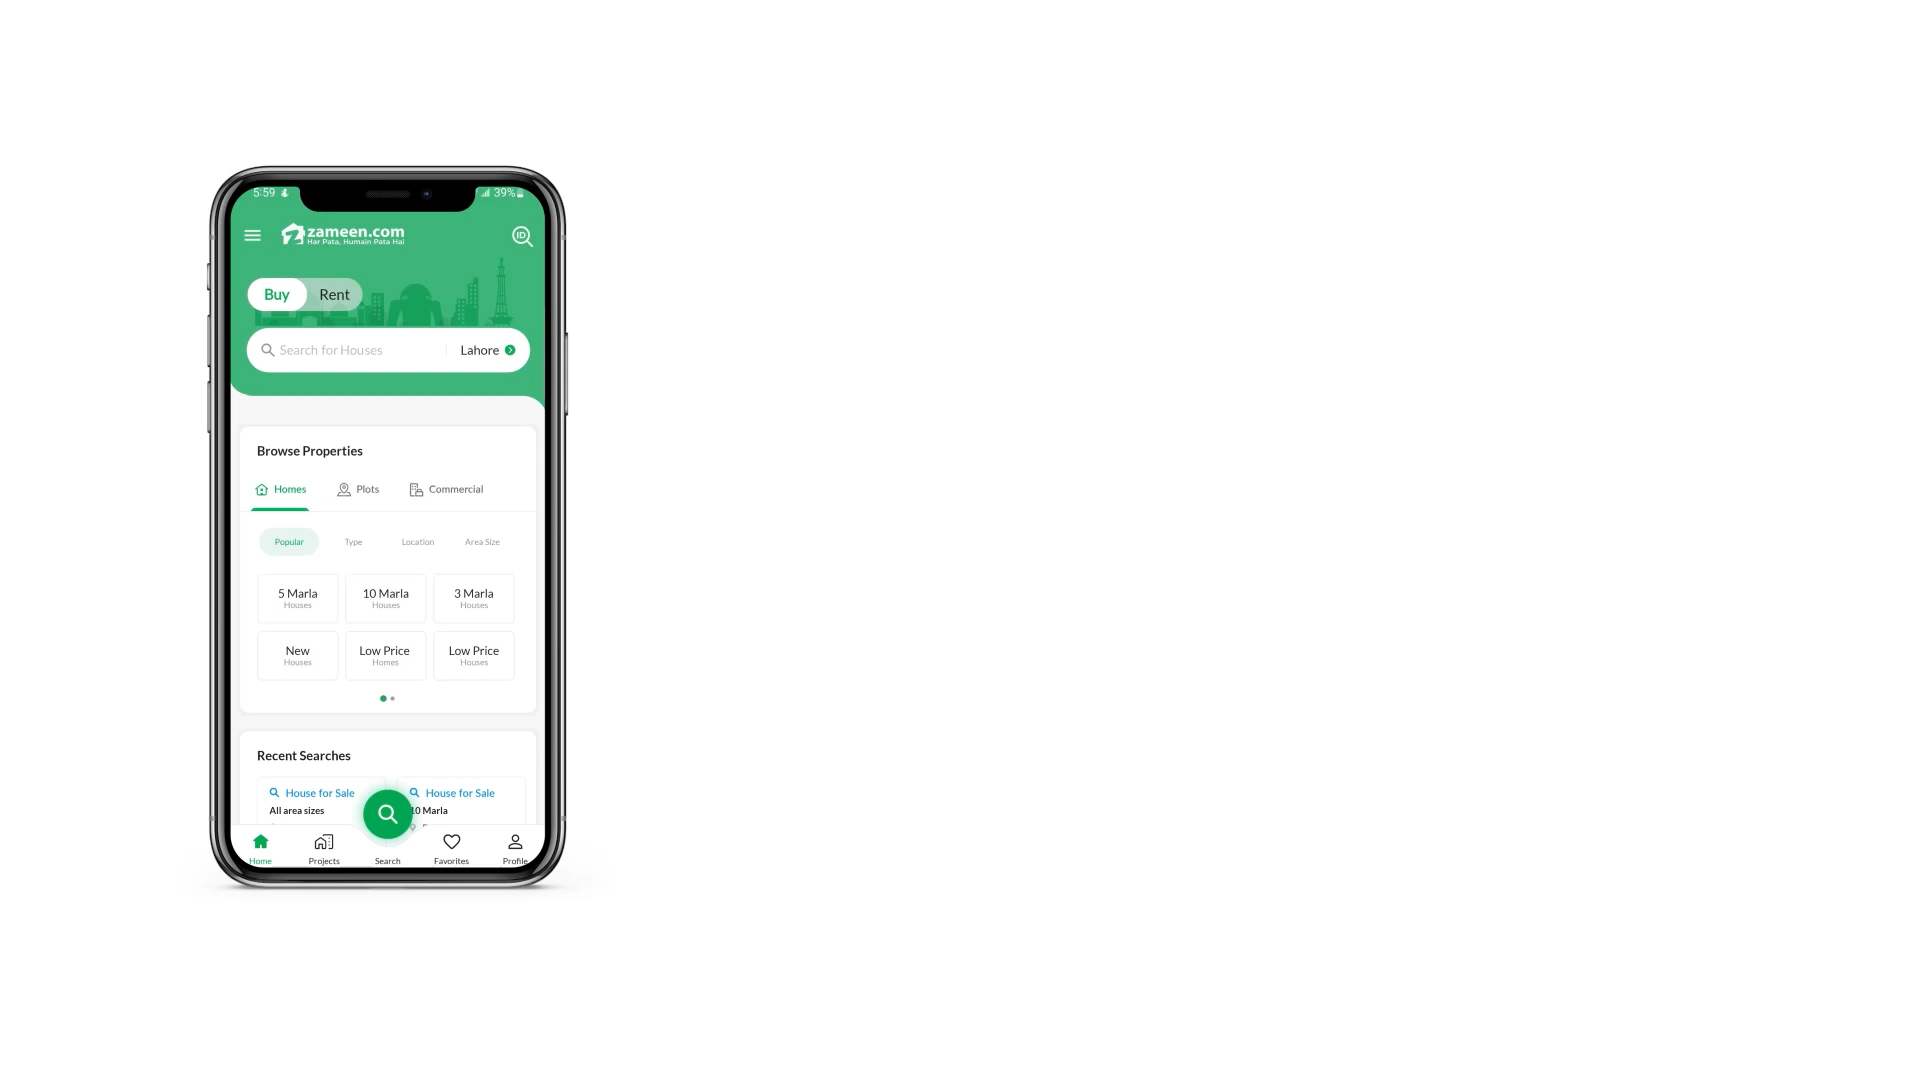 5:59
39%
zameen.com
Har Pata, Humain Pata Hai
ID
Buy Rent
Search for Houses Lahore
Browse Properties
Homes Plots Commercial
Popular Type Location Area Size
5 Marla 10 Marla 3 Marla
Houses Houses Houses
New Low Price Low Price
Houses Homes Houses
Recent Searches
House for Sale House for Sale
All area sizes 10 Marla
Home Projects Search Favorites Profile